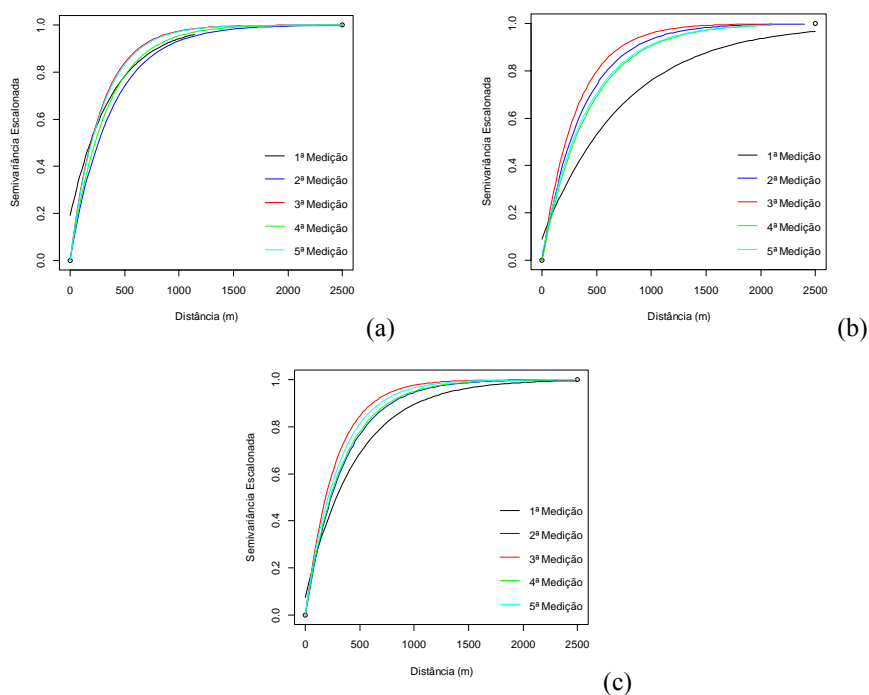 Semivariância Escalonada
0.0 0.2 0.4 0.6 0.8 1.0
1ª Medição
2ª Medição
3ª Medição
4ª Medição
5ª Medição
0 500 1000 1500 2000 2500
Distância (m)
(a)
Semivariância Escalonada
0.0 0.2 0.4 0.6 0.8 1.0
1ª Medição
2ª Medição
3ª Medição
4ª Medição
5ª Medição
0 500 1000 1500 2000 2500
Distância (m)
(b)
Semivariância Escalonada
0.0 0.2 0.4 0.6 0.8 1.0
1ª Medição
2ª Medição
3ª Medição
4ª Medição
5ª Medição
0 500 1000 1500 2000 2500
Distância (m)
(c)